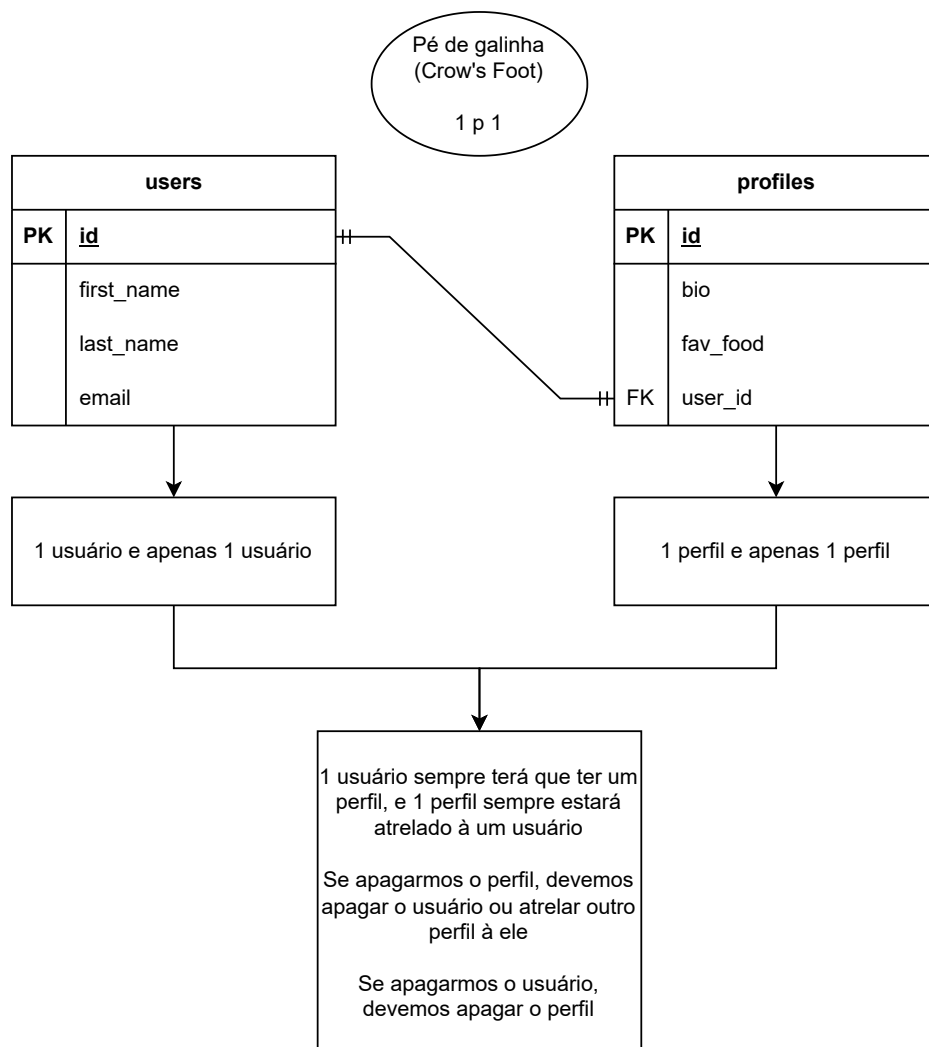 Pé de galinha
(Crow's Foot)
1 p 1
users
PK id
first_name
last_name
email
profiles
PK id
bio
fav_food
FK user_id
1 usuário e apenas 1 usuário
1 perfil e apenas 1 perfil
1 usuário sempre terá que ter um
perfil, e 1 perfil sempre estará
atrelado à um usuário
Se apagarmos o perfil, devemos
apagar o usuário ou atrelar outro
perfil à ele
Se apagarmos o usuário,
devemos apagar o perfil